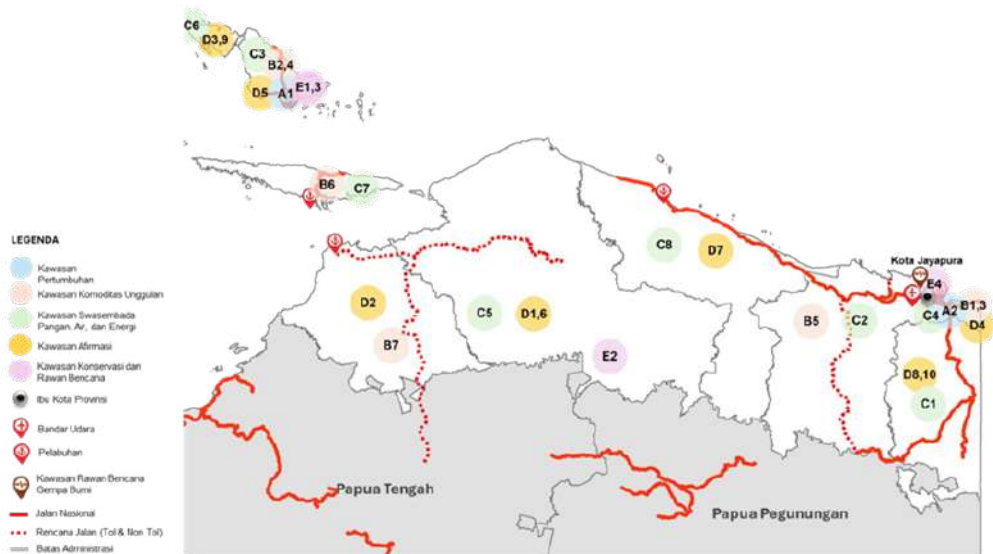 C6
D3,9
C3
B2,4
D5
A1
E1,3
B6
C7
LEGENDA
Kawasan
Pertumbuhan
Kawasan Komoditas Unggulan
Kawasan Swasembada
Pangan, Air, dan Energi
Kawasan Afirmasi
Kawasan Konservasi dan
Rawan Bencana
Ibu Kota Provinsi
Bandar Udara
Pelabuhan
Kawasan Rawan Bencana
Gempa Bumi
Jalan Nasional
Rencana Jalan (Tol & Non Tol)
Batas Administrasi
C8
D7
Kota Jayapura
E4
D2
C5
D1,6
B5
C2
C4
A2
B1,3
D4
B7
E2
D8,10
C1
Papua Tengah
Papua Pegunungan